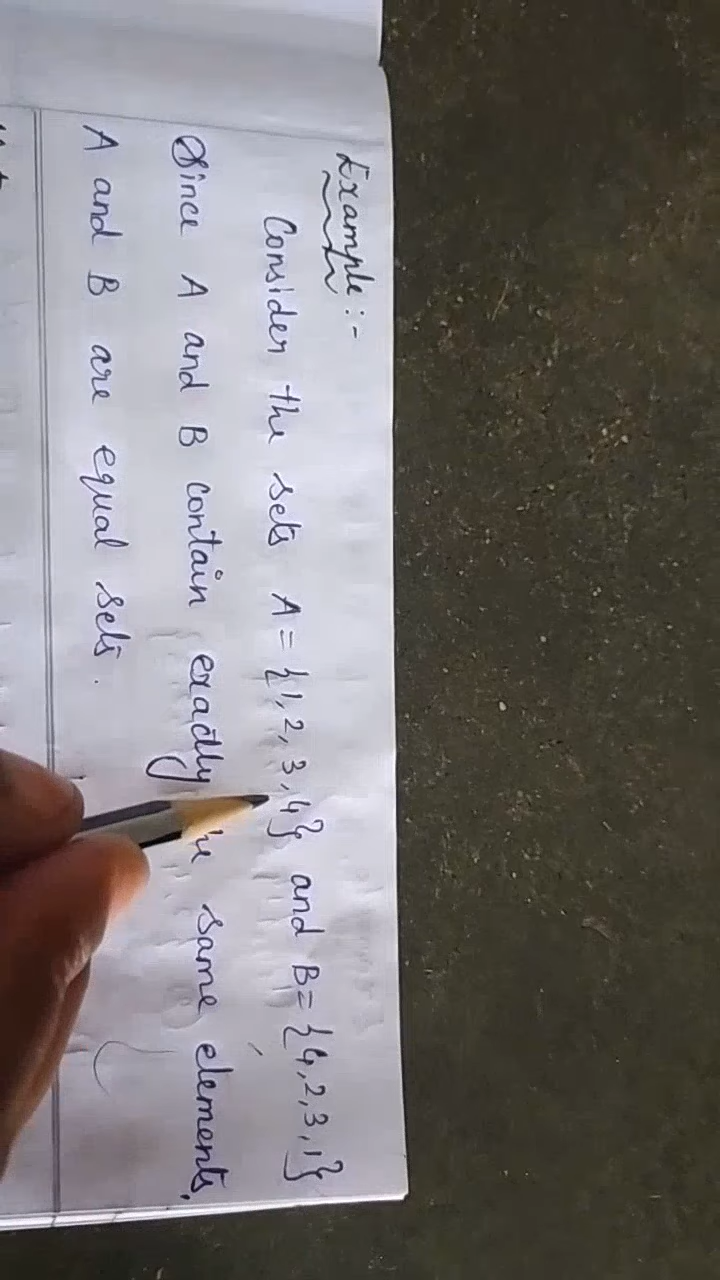 Example :-
Consider the sets A = {1, 2, 3, 4} and B = {4, 2, 3, 1}
Since A and B contain exactly same elements,
A and B are equal sets.